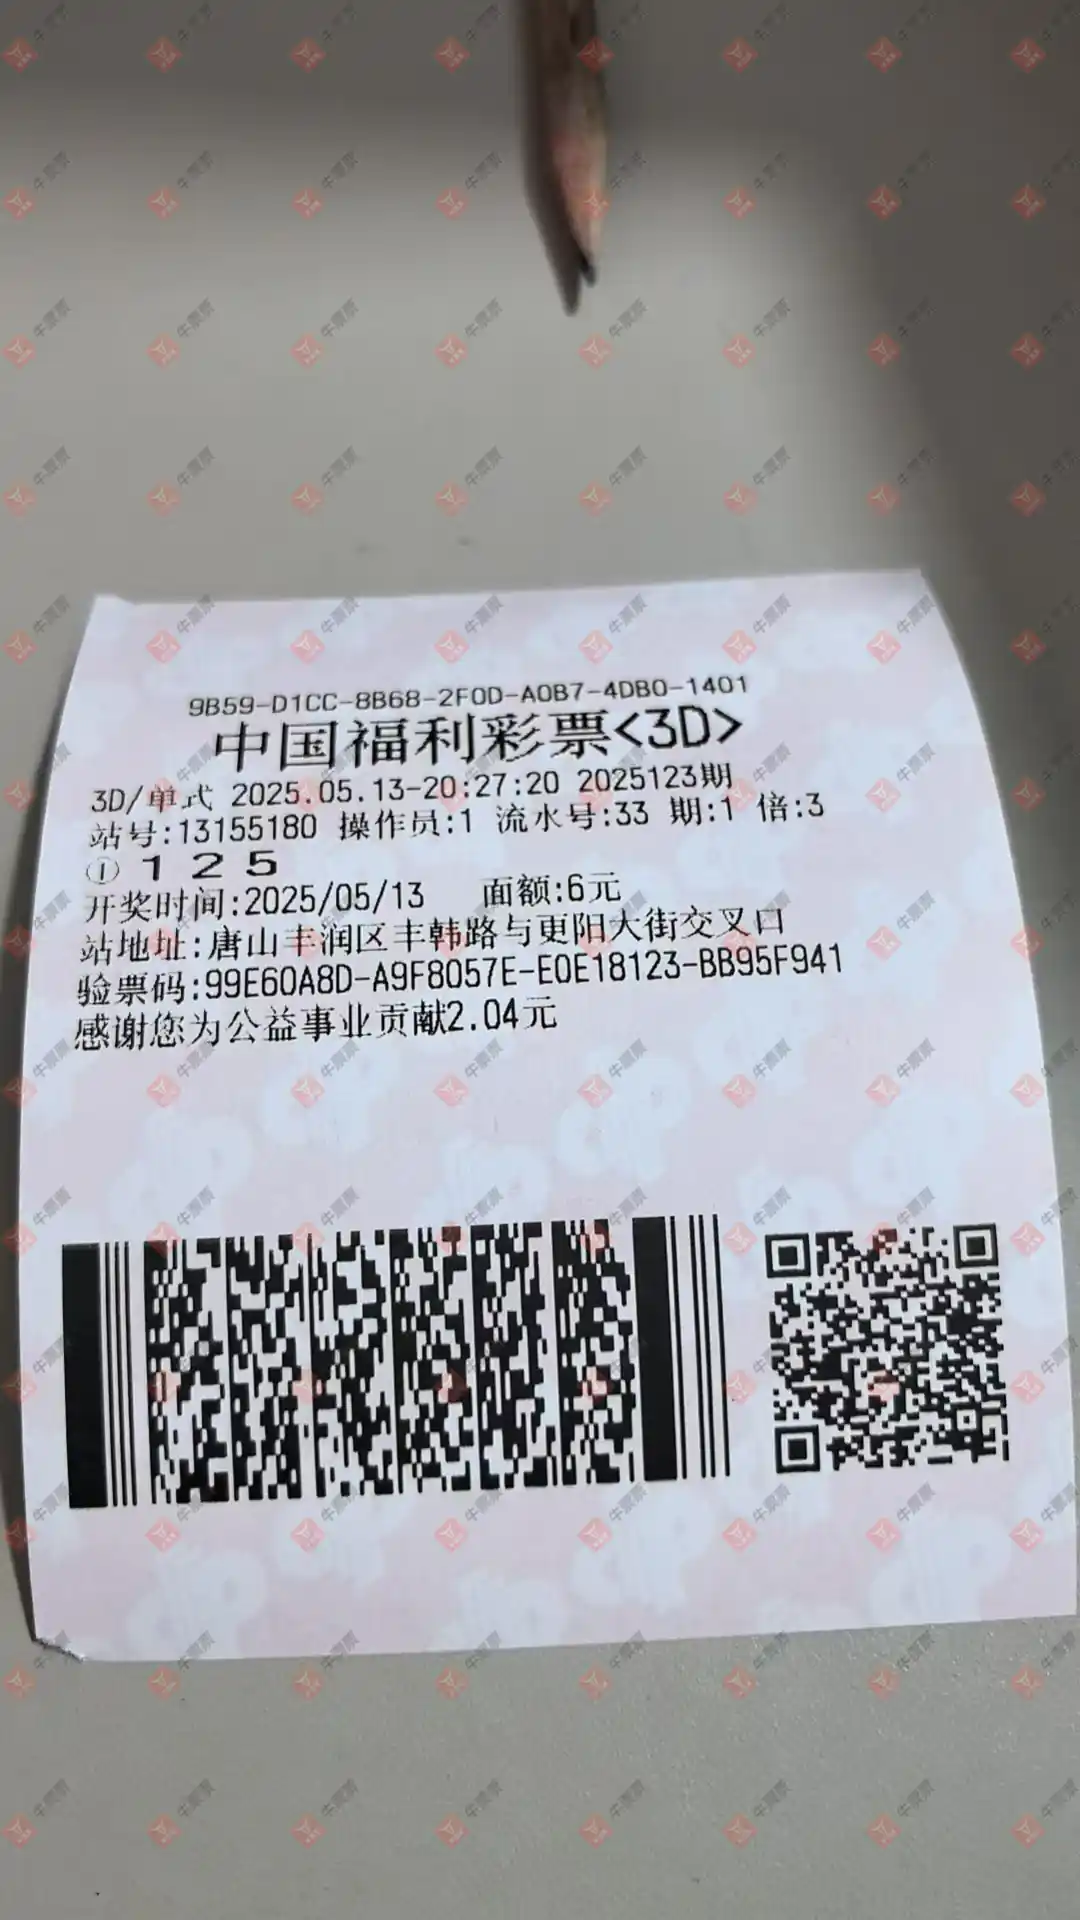 9B59-D1CC-8B68-2F0D-A0B7-4DB0-1401
中国福利彩票<3D>
3D/单式 2025.05.13-20:27:20 2025123期
站号:13155180 操作员:1 流水号:33 期:1 倍:3
① 1 2 5
开奖时间:2025/05/13 面额:6元
站地址:唐山丰润区丰韩路与更阳大街交叉口
验票码:99E60A8D-A9F8057E-E0E18123-BB95F941
感谢您为公益事业贡献2.04元
牛票票